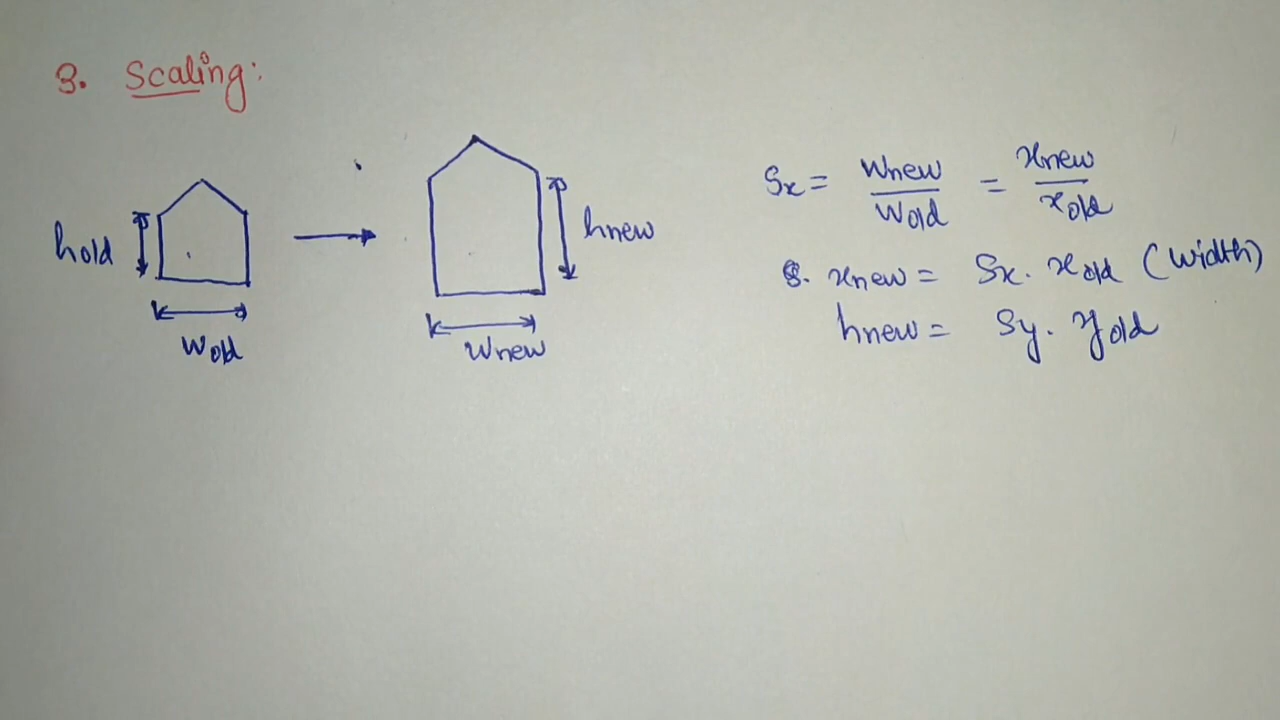 3. Scaling:
hold
Wold
hnew
Wnew
Sx = Wnew/Wold = xnew/xold
8. xnew = Sx. xold (Width)
hnew = Sy. yold